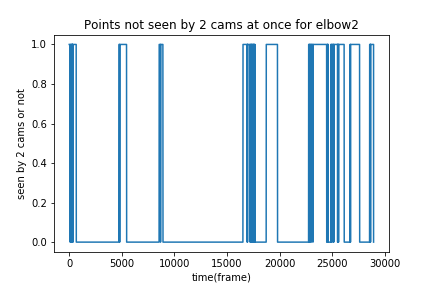 Points not seen by 2 cams at once for elbow2
seen by 2 cams or not
1.0
0.8
0.6
0.4
0.2
0.0
0 5000 10000 15000 20000 25000 30000
time(frame)